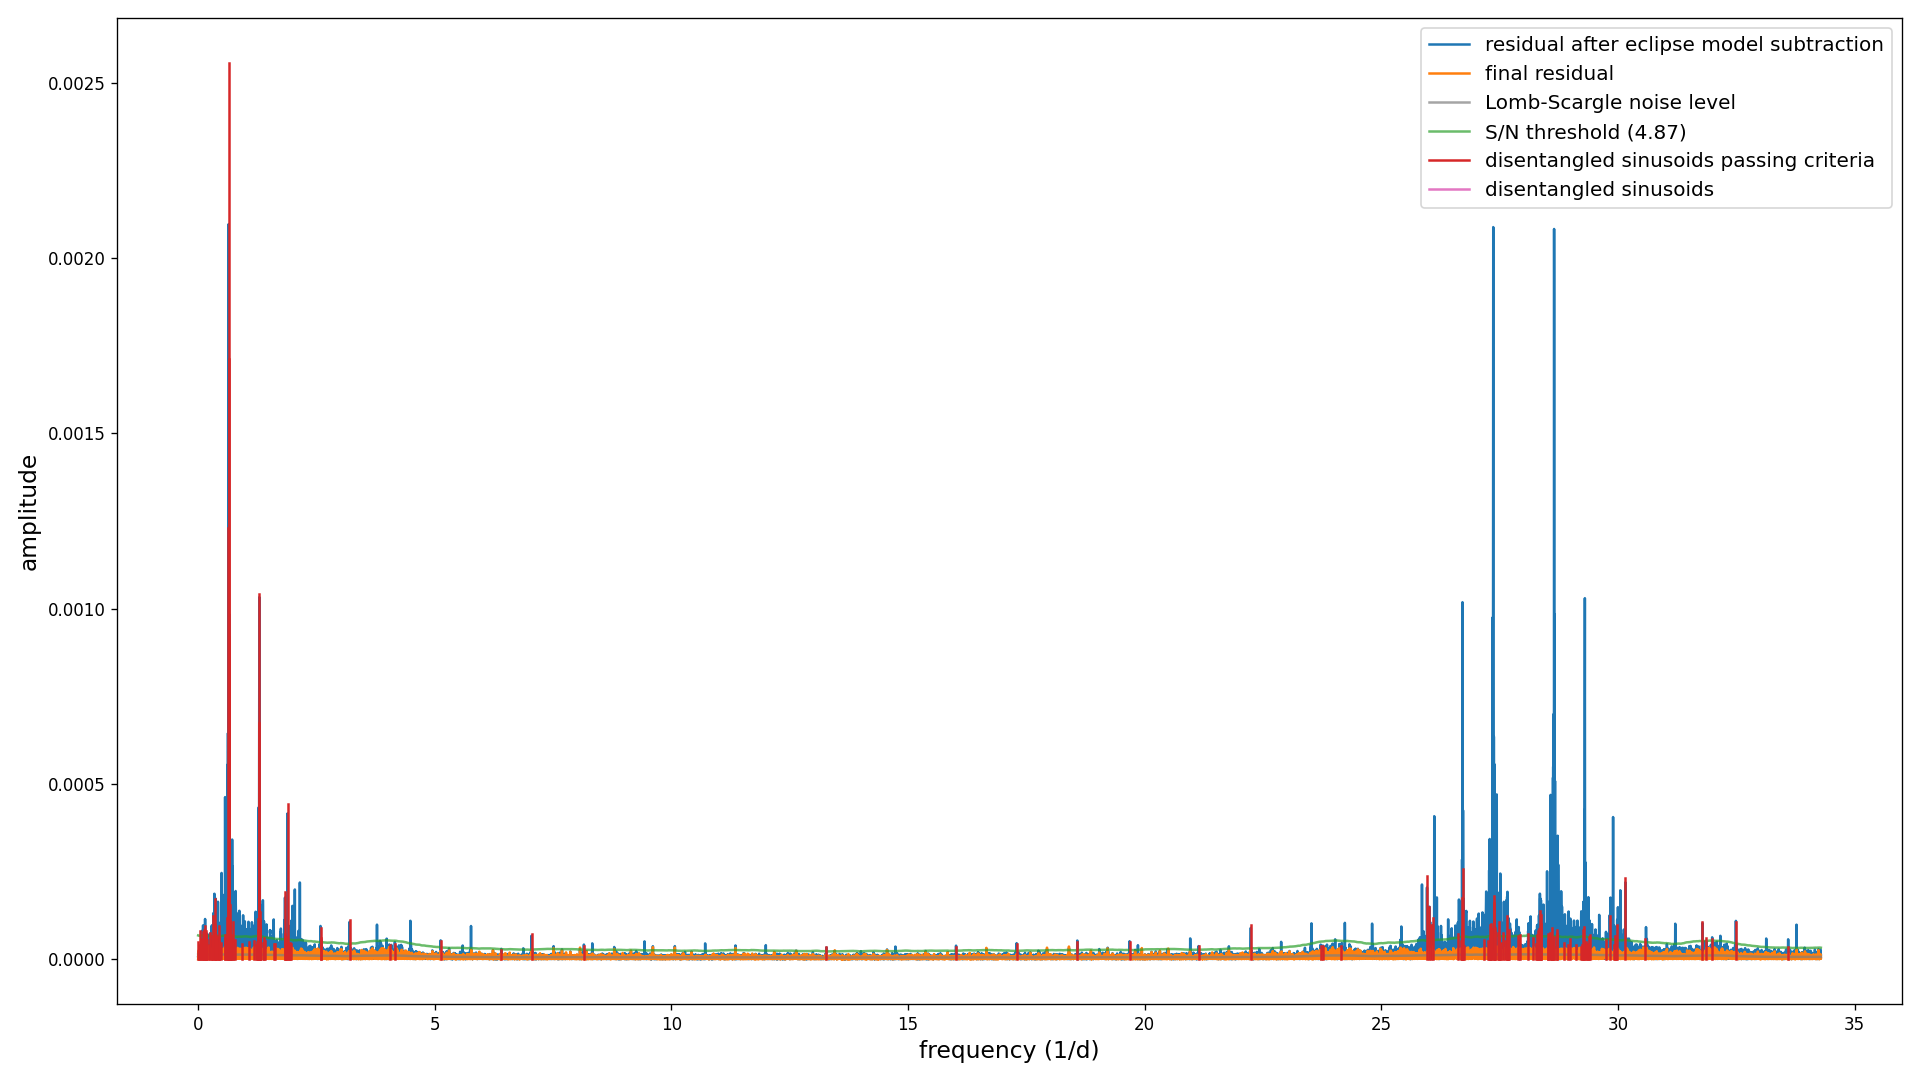 residual after eclipse model subtraction
final residual
Lomb-Scargle noise level
S/N threshold (4.87)
disentangled sinusoids passing criteria
disentangled sinusoids
0.0025
0.0020
0.0015
0.0010
0.0005
0.0000
amplitude
0 5 10 15 20 25 30 35
frequency (1/d)